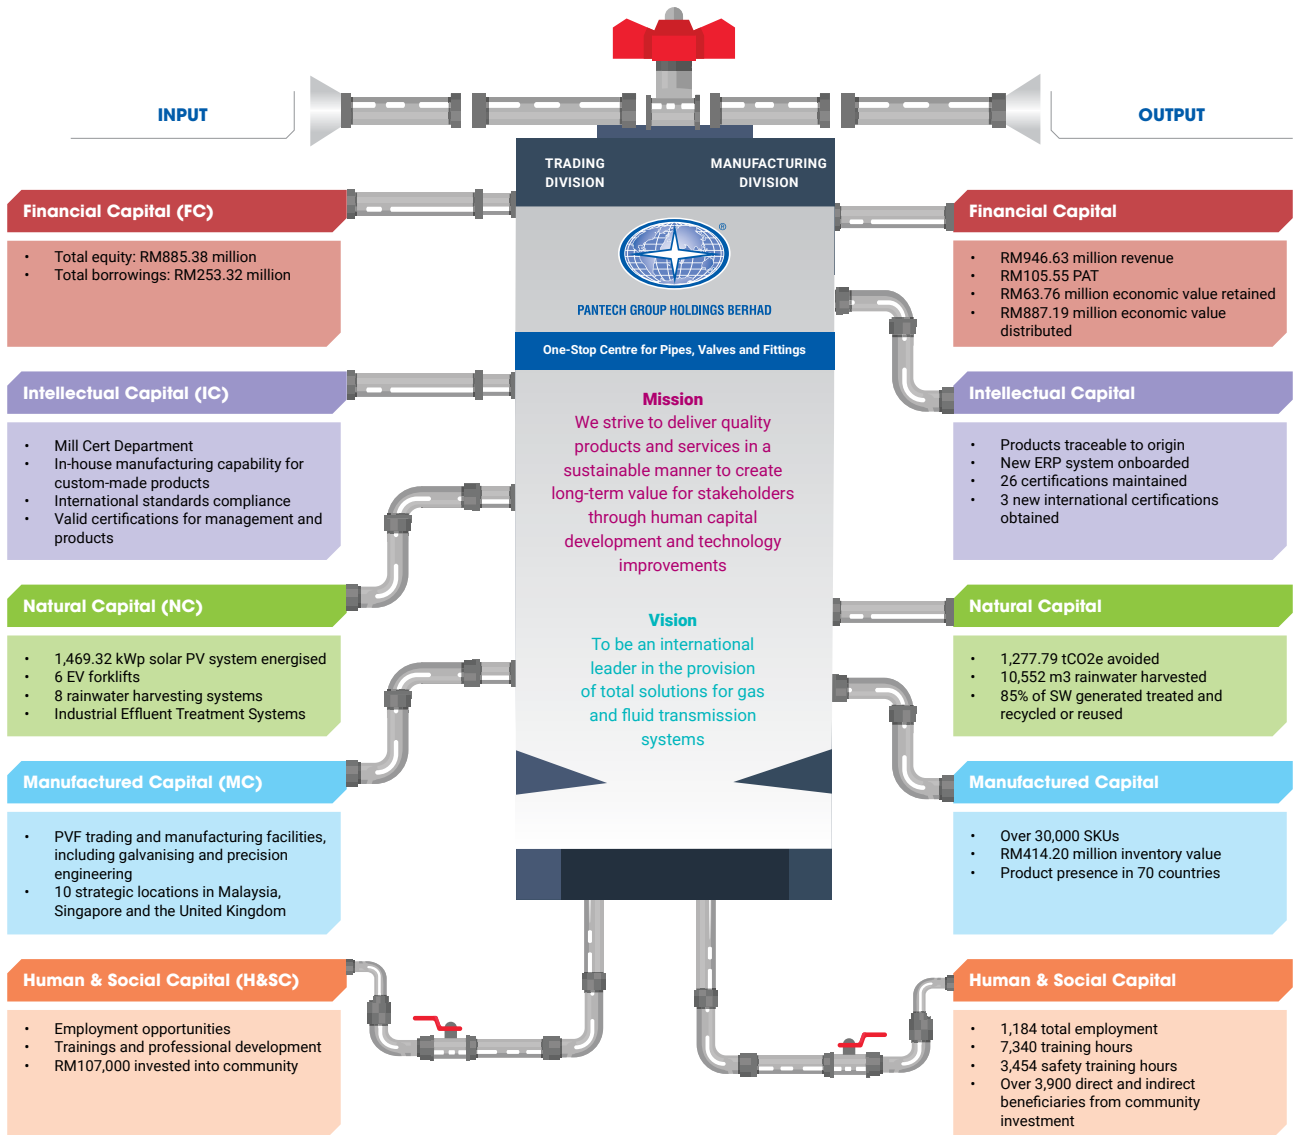 INPUT
OUTPUT
TRADING
DIVISION
MANUFACTURING
DIVISION
®
PANTECH GROUP HOLDINGS BERHAD
One-Stop Centre for Pipes, Valves and Fittings
Mission
We strive to deliver quality
products and services in a
sustainable manner to create
long-term value for stakeholders
through human capital
development and technology
improvements
Vision
To be an international
leader in the provision
of total solutions for gas
and fluid transmission
systems
Financial Capital (FC)
• Total equity: RM885.38 million
• Total borrowings: RM253.32 million
Intellectual Capital (IC)
• Mill Cert Department
• In-house manufacturing capability for
custom-made products
• International standards compliance
• Valid certifications for management and
products
Natural Capital (NC)
• 1,469.32 kWp solar PV system energised
• 6 EV forklifts
• 8 rainwater harvesting systems
• Industrial Effluent Treatment Systems
Manufactured Capital (MC)
• PVF trading and manufacturing facilities,
including galvanising and precision
engineering
• 10 strategic locations in Malaysia,
Singapore and the United Kingdom
Human & Social Capital (H&SC)
• Employment opportunities
• Trainings and professional development
• RM107,000 invested into community
Financial Capital
• RM946.63 million revenue
• RM105.55 PAT
• RM63.76 million economic value retained
• RM887.19 million economic value
distributed
Intellectual Capital
• Products traceable to origin
• New ERP system onboarded
• 26 certifications maintained
• 3 new international certifications
obtained
Natural Capital
• 1,277.79 tCO2e avoided
• 10,552 m3 rainwater harvested
• 85% of SW generated treated and
recycled or reused
Manufactured Capital
• Over 30,000 SKUs
• RM414.20 million inventory value
• Product presence in 70 countries
Human & Social Capital
• 1,184 total employment
• 7,340 training hours
• 3,454 safety training hours
• Over 3,900 direct and indirect
beneficiaries from community
investment